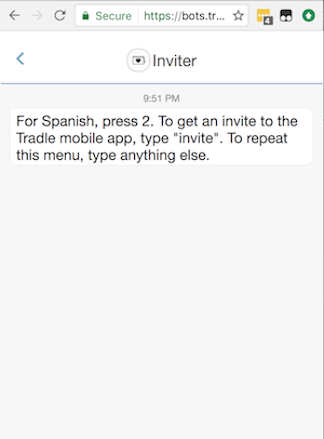 Secure https://bots.tr...
4
Inviter
9:51 PM
For Spanish, press 2. To get an invite to the
Tradle mobile app, type "invite". To repeat
this menu, type anything else.